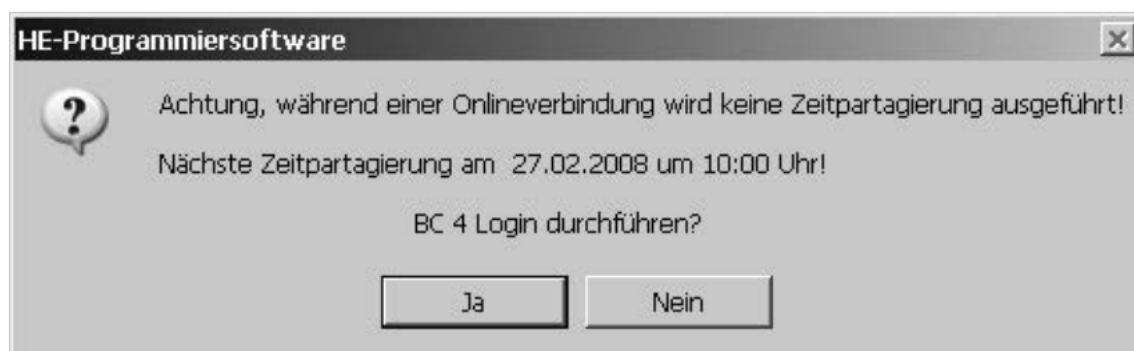 HE-Programmiersoftware
Achtung, während einer Onlineverbindung wird keine Zeitpartagierung ausgeführt!
Nächste Zeitpartagierung am 27.02.2008 um 10:00 Uhr!
BC 4 Login durchführen?
Ja Nein